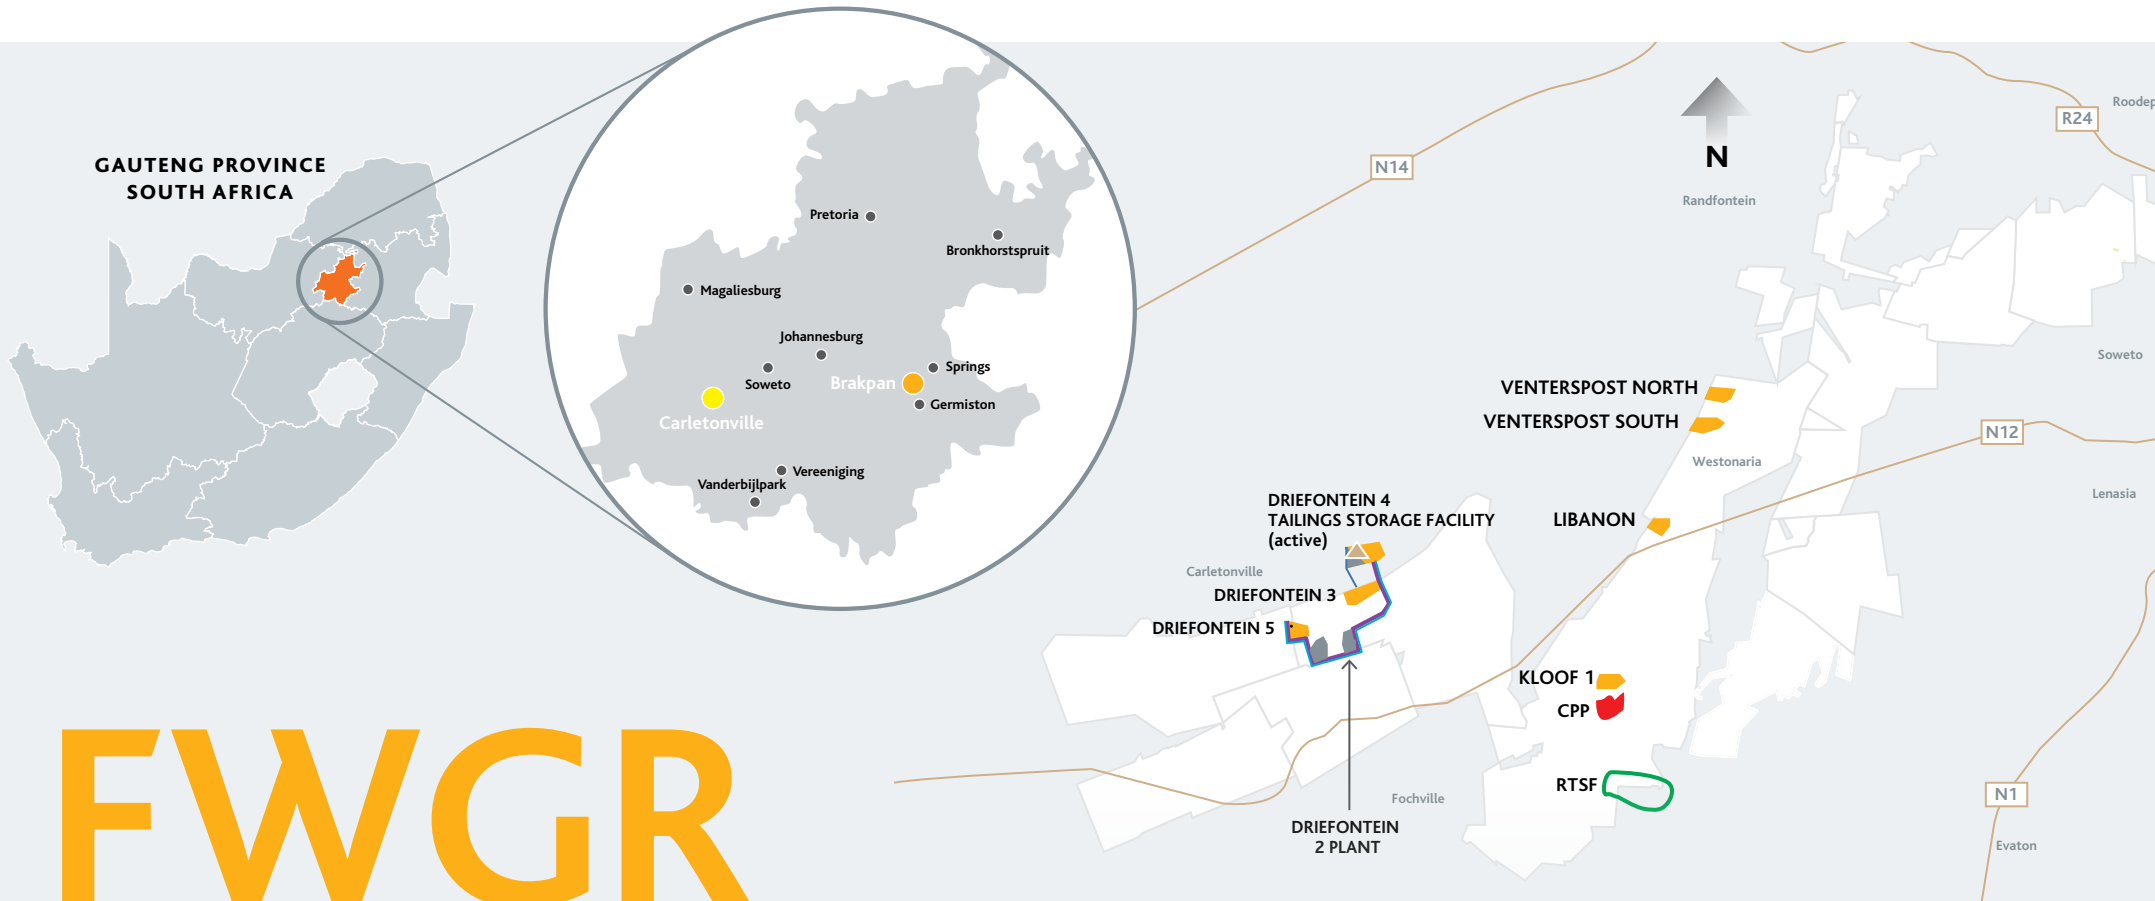 GAUTENG PROVINCE
SOUTH AFRICA
Pretoria
Bronkhorstspruit
Magaliesburg
Johannesburg
Soweto
Brakpan
Springs
Germiston
Carletonville
Vereeniging
Vanderbijlpark
N14
N
Randfontein
R24
Roodep
Soweto
VENTERSPOST NORTH
VENTERSPOST SOUTH
N12
Westonaria
Lenasia
LIBANON
DRIEFONTEIN 4
TAILINGS STORAGE FACILITY
(active)
Carletonville
DRIEFONTEIN 3
DRIEFONTEIN 5
KLOOF 1
CPP
RTSF
Fochville
N1
DRIEFONTEIN
2 PLANT
Evaton
FWGR